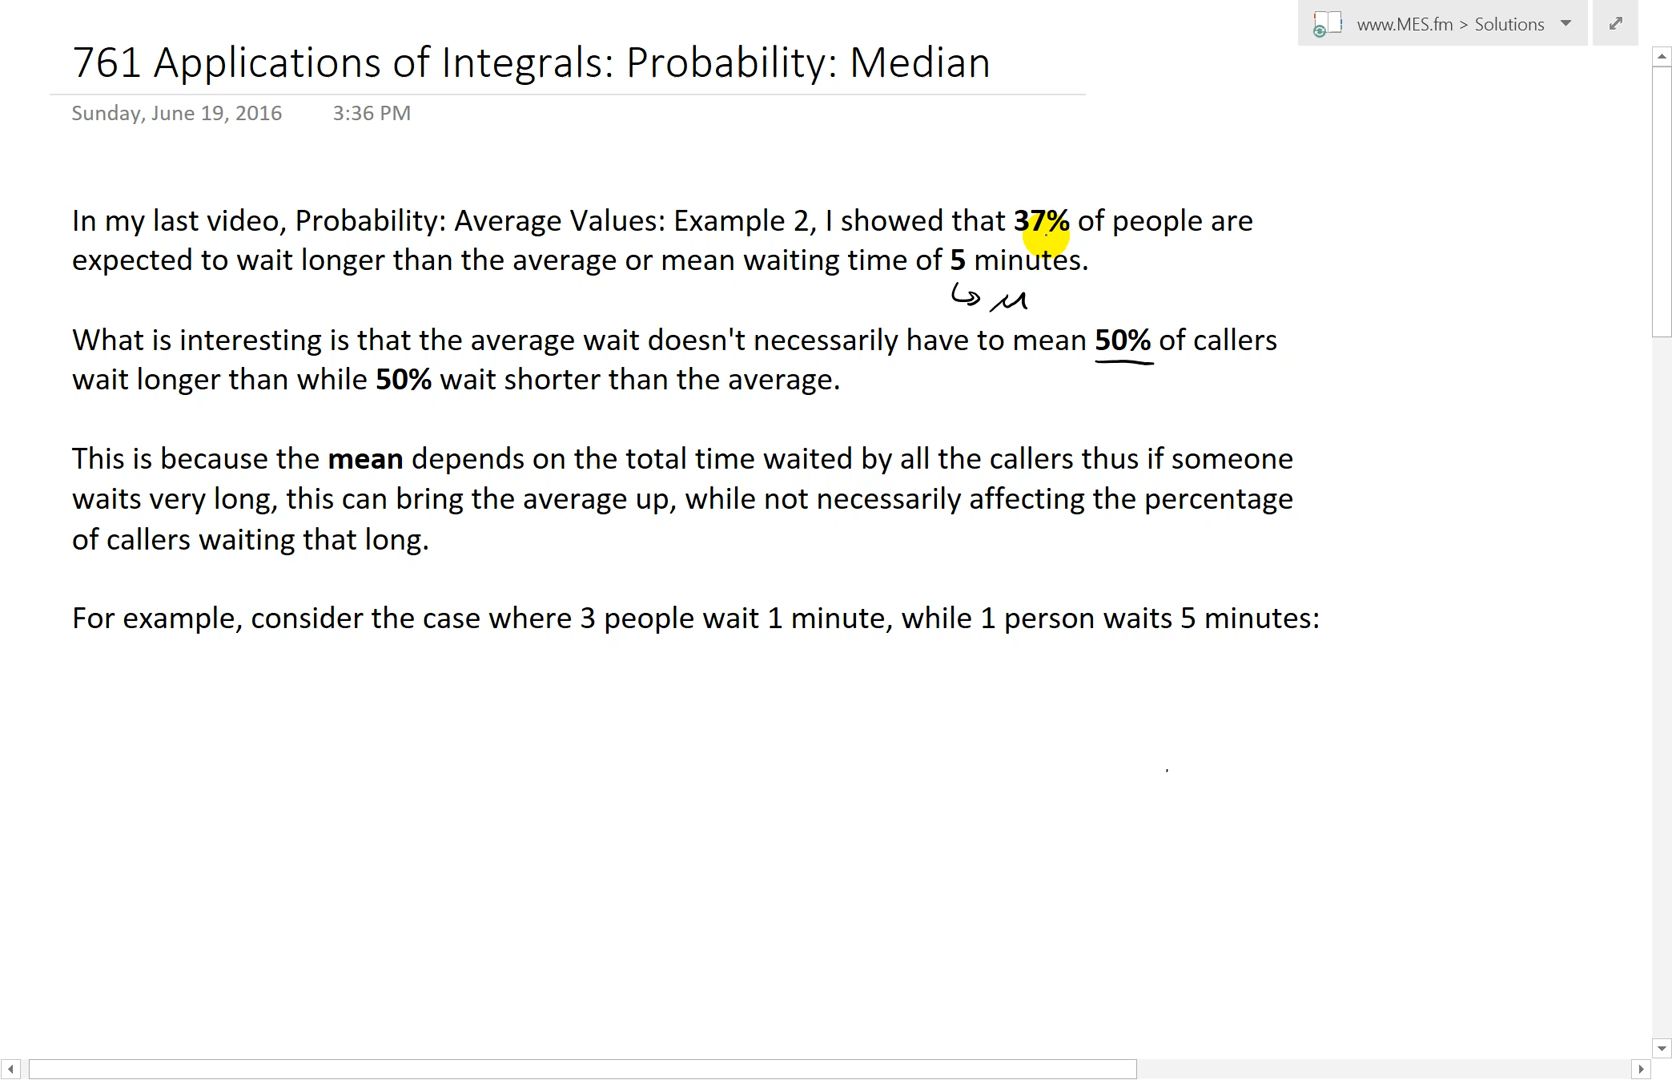 www.MES.fm > Solutions
761 Applications of Integrals: Probability: Median
Sunday, June 19, 2016 3:36 PM
In my last video, Probability: Average Values: Example 2, I showed that 37% of people are
expected to wait longer than the average or mean waiting time of 5 minutes.
↳ μ
What is interesting is that the average wait doesn't necessarily have to mean 50% of callers
wait longer than while 50% wait shorter than the average.
This is because the mean depends on the total time waited by all the callers thus if someone
waits very long, this can bring the average up, while not necessarily affecting the percentage
of callers waiting that long.
For example, consider the case where 3 people wait 1 minute, while 1 person waits 5 minutes: